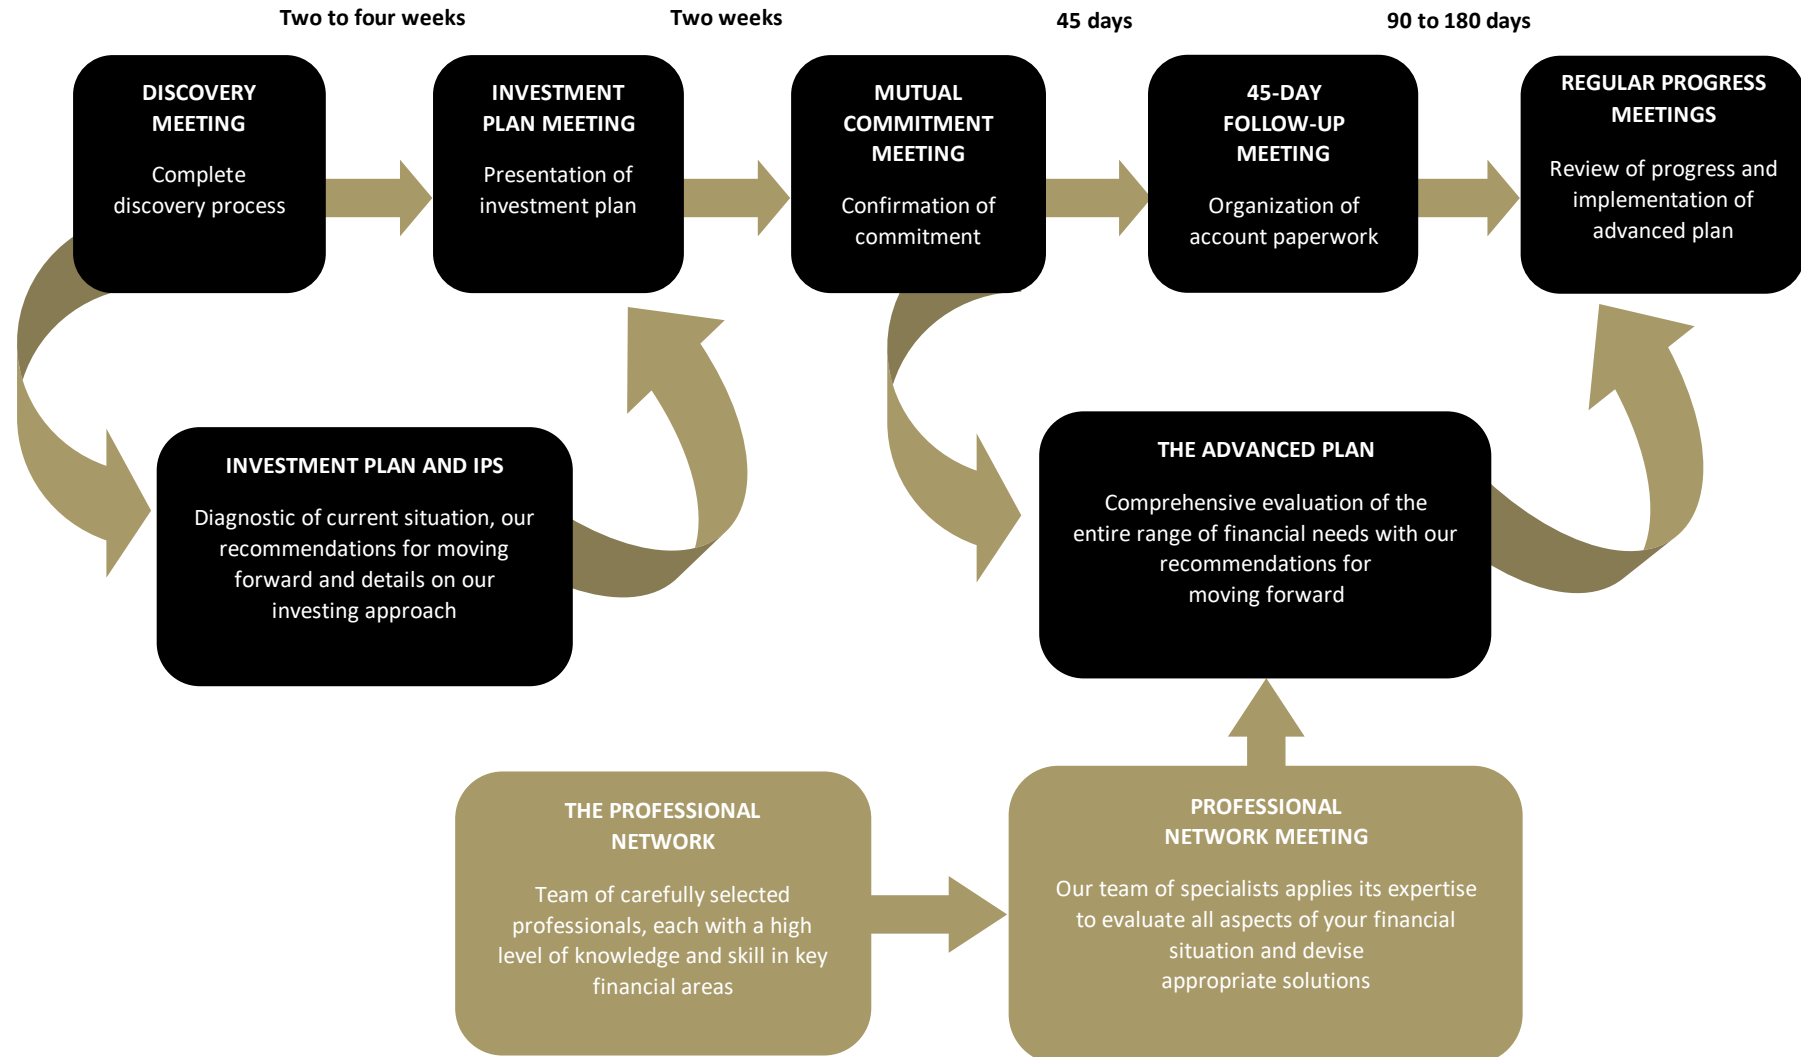 Two to four weeks
Two weeks
45 days
90 to 180 days
DISCOVERY
MEETING
Complete
discovery process
INVESTMENT
PLAN MEETING
Presentation of
investment plan
MUTUAL
COMMITMENT
MEETING
Confirmation of
commitment
45-DAY
FOLLOW-UP
MEETING
Organization of
account paperwork
REGULAR PROGRESS
MEETINGS
Review of progress and
implementation of
advanced plan
INVESTMENT PLAN AND IPS
Diagnostic of current situation, our
recommendations for moving
forward and details on our
investing approach
THE ADVANCED PLAN
Comprehensive evaluation of the
entire range of financial needs with our
recommendations for
moving forward
THE PROFESSIONAL
NETWORK
Team of carefully selected
professionals, each with a high
level of knowledge and skill in key
financial areas
PROFESSIONAL
NETWORK MEETING
Our team of specialists applies its expertise
to evaluate all aspects of your financial
situation and devise
appropriate solutions